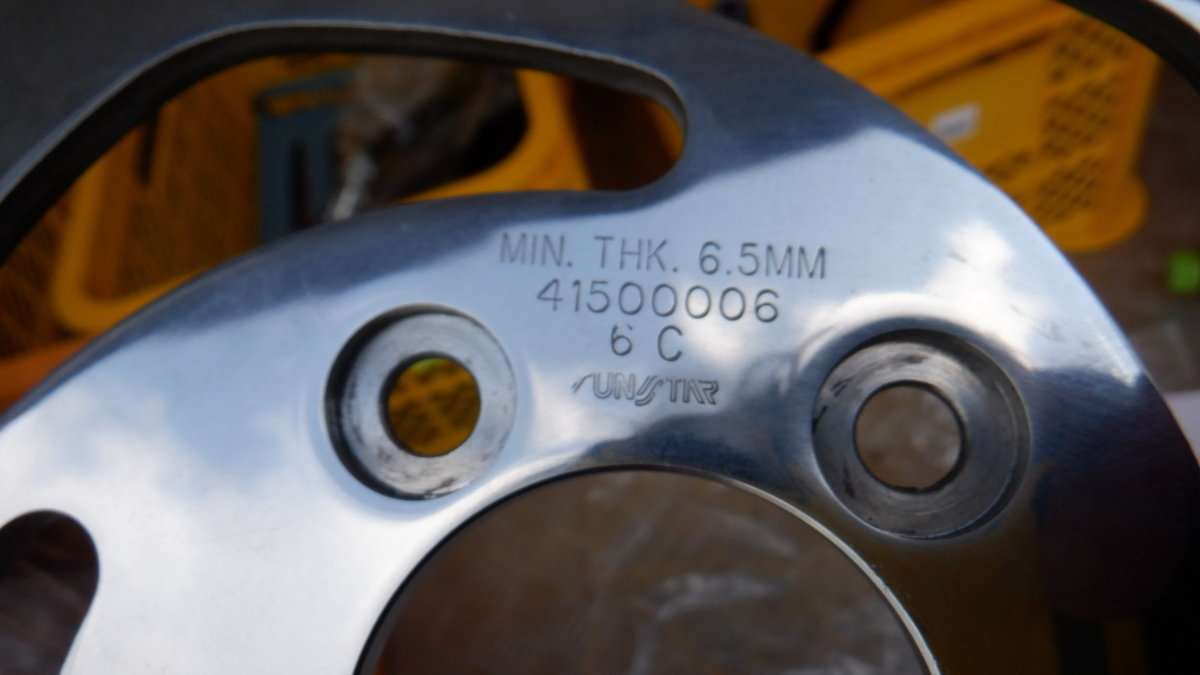 MIN. THK. 6.5MM
41500006
6 C
SUNSTAR